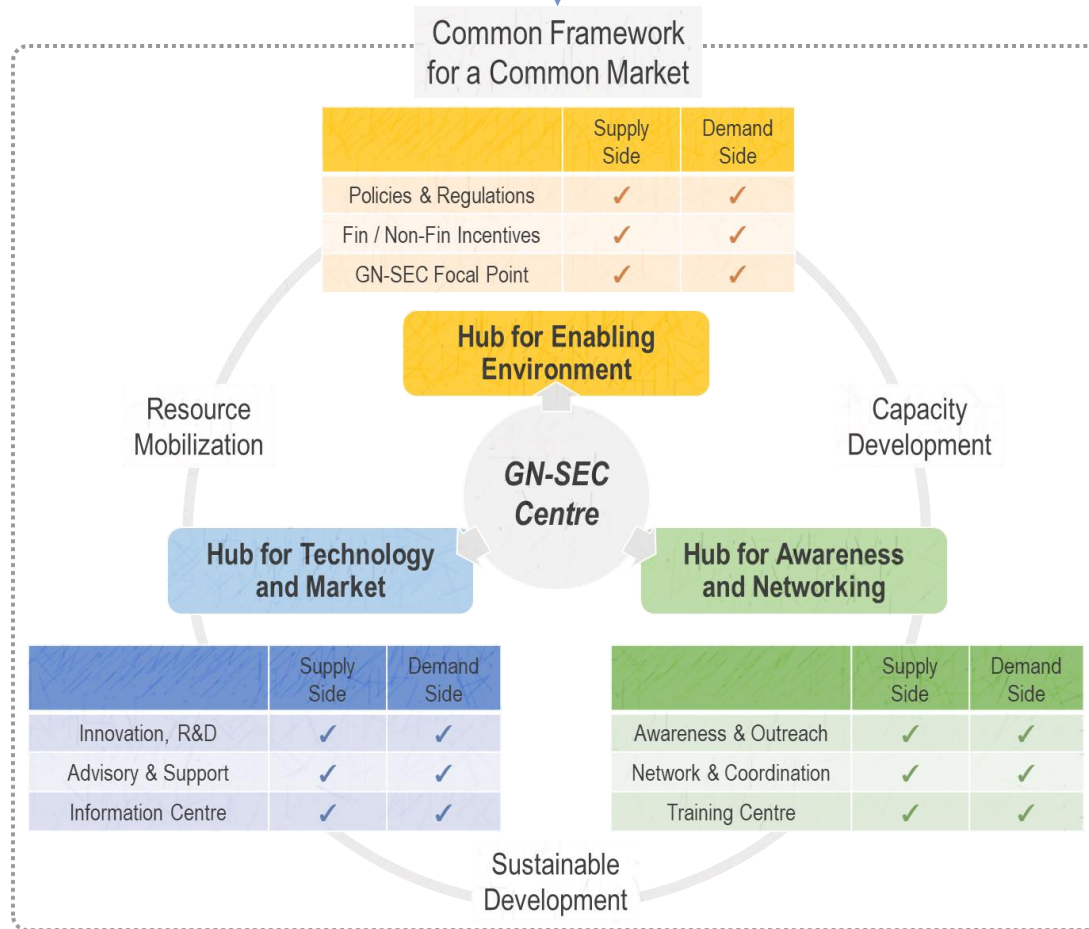 Common Framework
for a Common Market
Supply
Side
Demand
Side
Policies & Regulations ✓ ✓
Fin / Non-Fin Incentives ✓ ✓
GN-SEC Focal Point ✓ ✓
Hub for Enabling
Environment
Resource
Mobilization
Capacity
Development
GN-SEC
Centre
Hub for Technology
and Market
Hub for Awareness
and Networking
Supply
Side
Demand
Side
Innovation, R&D ✓ ✓
Advisory & Support ✓ ✓
Information Centre ✓ ✓
Supply
Side
Demand
Side
Awareness & Outreach ✓ ✓
Network & Coordination ✓ ✓
Training Centre ✓ ✓
Sustainable
Development